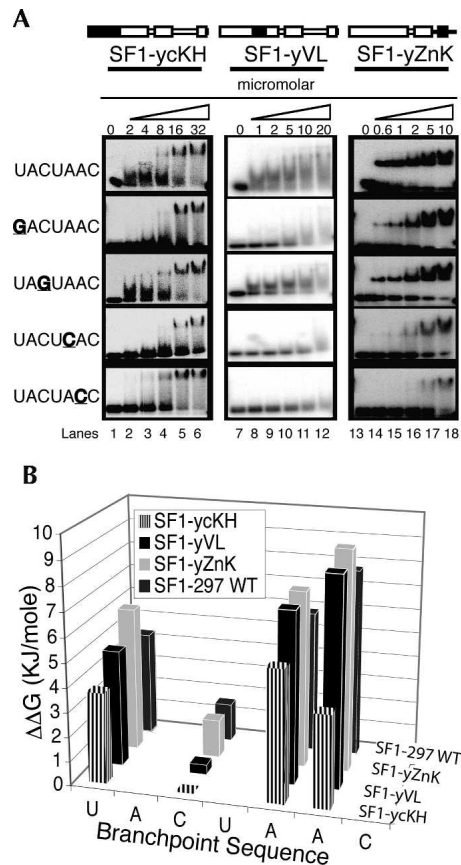 A
SF1-ycKH SF1-yVL SF1-yZnK
micromolar
0 2 4 8 16 32 0 1 2 5 10 20 0 0.6 1 2 5 10
UACUAAC
GACUAAC
UAGUAAC
UACUCAC
UACUACC
Lanes 1 2 3 4 5 6 7 8 9 10 11 12 13 14 15 16 17 18
B
10
9
8
7
6
5
4
3
2
1
0
ΔΔG (KJ/mole)
SF1-ycKH
SF1-yVL
SF1-yZnK
SF1-297 WT
SF1-297 WT
SF1-yZnK
SF1-yVL
SF1-ycKH
U A C U A A C
Branchpoint Sequence